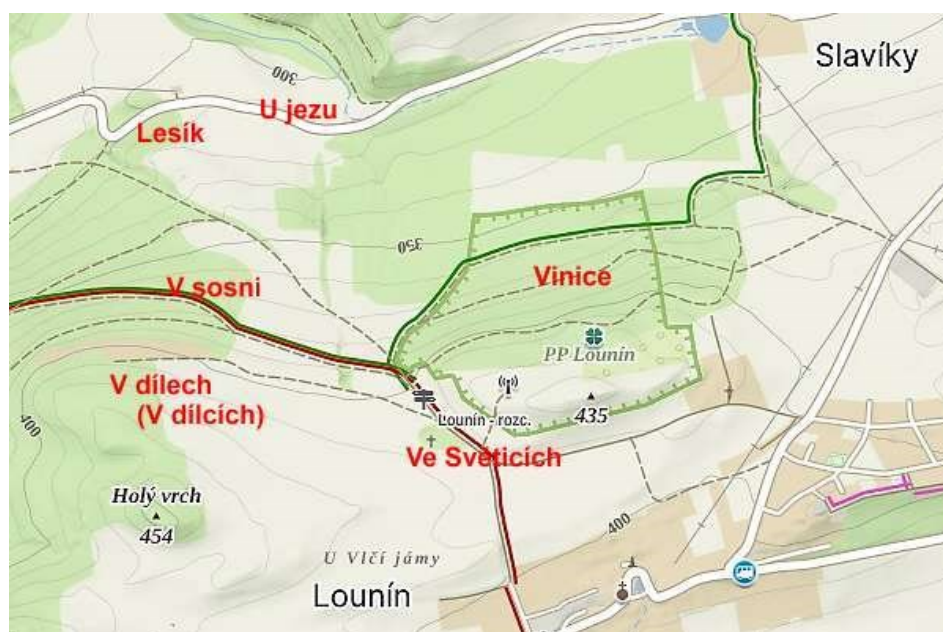 Slavíky
300
U jezu
Lesík
350
V sosni
Vinice
PP Lounín
V dílech
(V dílcích)
400
Lounín - rozc.
435
Ve Světicích
Holý vrch
454
400
U Vlčí jámy
Lounín